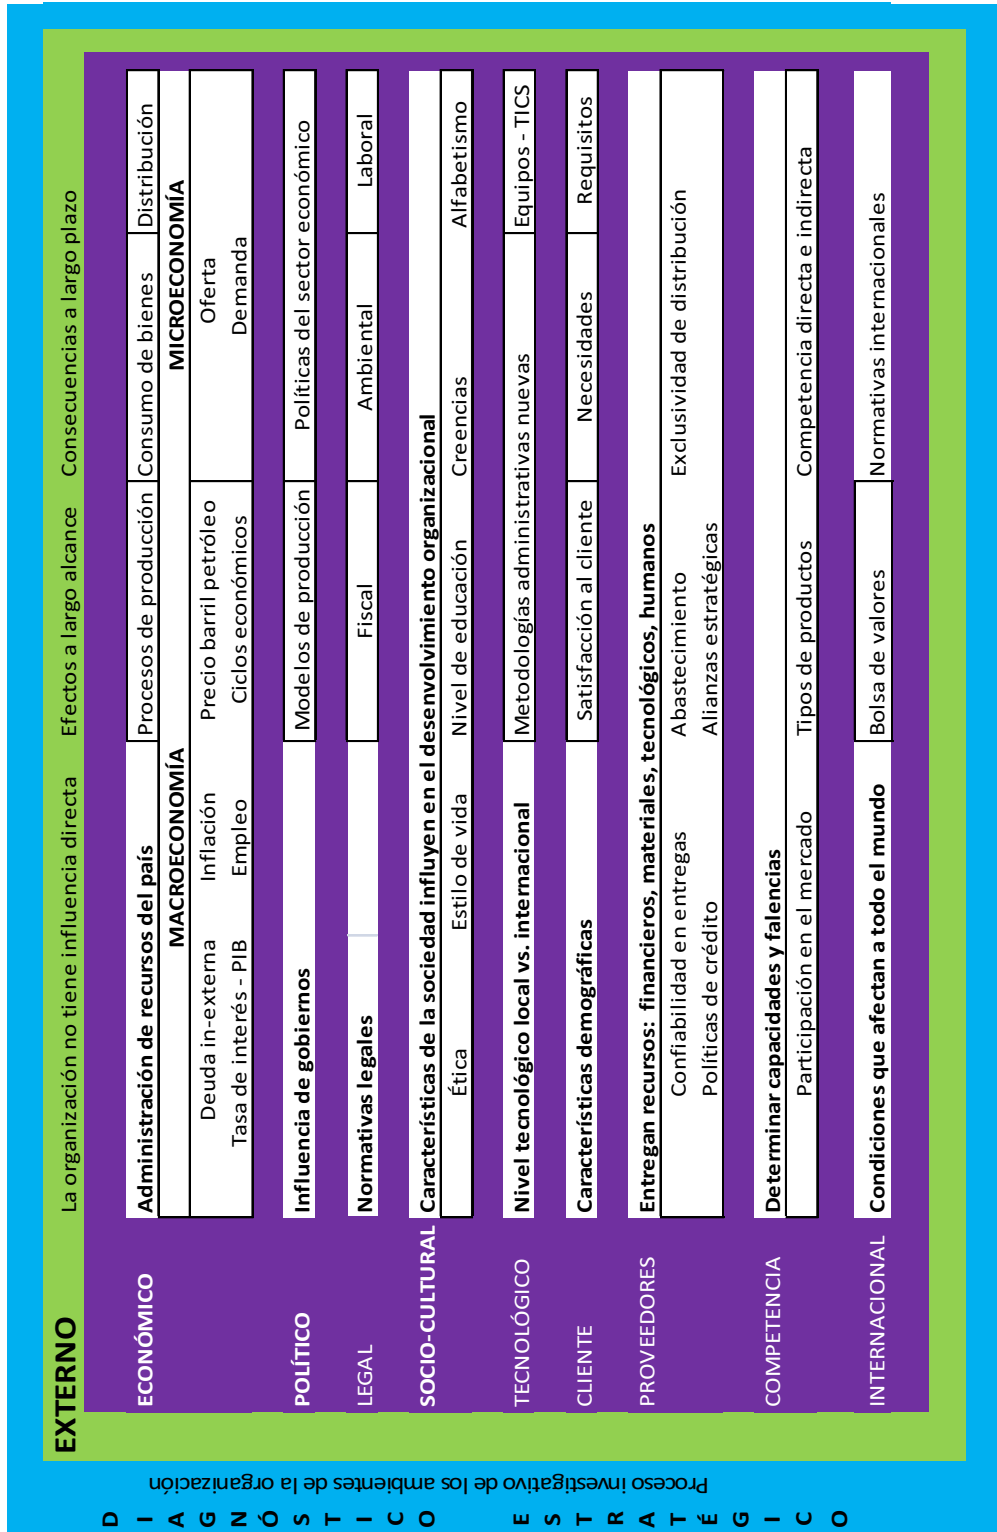 DIAGNÓSTICO ESTRATÉGICO
Proceso investigativo de los ambientes de la organización
EXTERNO
La organización no tiene influencia directa Efectos a largo alcance Consecuencias a largo plazo
ECONÓMICO
Administración de recursos del país Procesos de producción Consumo de bienes Distribución
MACROECONOMÍA MICROECONOMÍA
Deuda in-externa Inflación Precio barril petróleo Oferta
Tasa de interés - PIB Empleo Ciclos económicos Demanda
POLÍTICO
Influencia de gobiernos Modelos de producción Políticas del sector económico
LEGAL
Normativas legales Fiscal Ambiental Laboral
SOCIO-CULTURAL
Características de la sociedad influyen en el desenvolvimiento organizacional
Ética Estilo de vida Nivel de educación Creencias Alfabetismo
TECNOLÓGICO
Nivel tecnológico local vs. internacional Metodologías administrativas nuevas Equipos - TICS
CLIENTE
Características demográficas Satisfacción al cliente Necesidades Requisitos
PROVEEDORES
Entregan recursos: financieros, materiales, tecnológicos, humanos
Confiabilidad en entregas Abastecimiento Exclusividad de distribución
Políticas de crédito Alianzas estratégicas
COMPETENCIA
Determinar capacidades y falencias
Participación en el mercado Tipos de productos Competencia directa e indirecta
INTERNACIONAL
Condiciones que afectan a todo el mundo Bolsa de valores Normativas internacionales